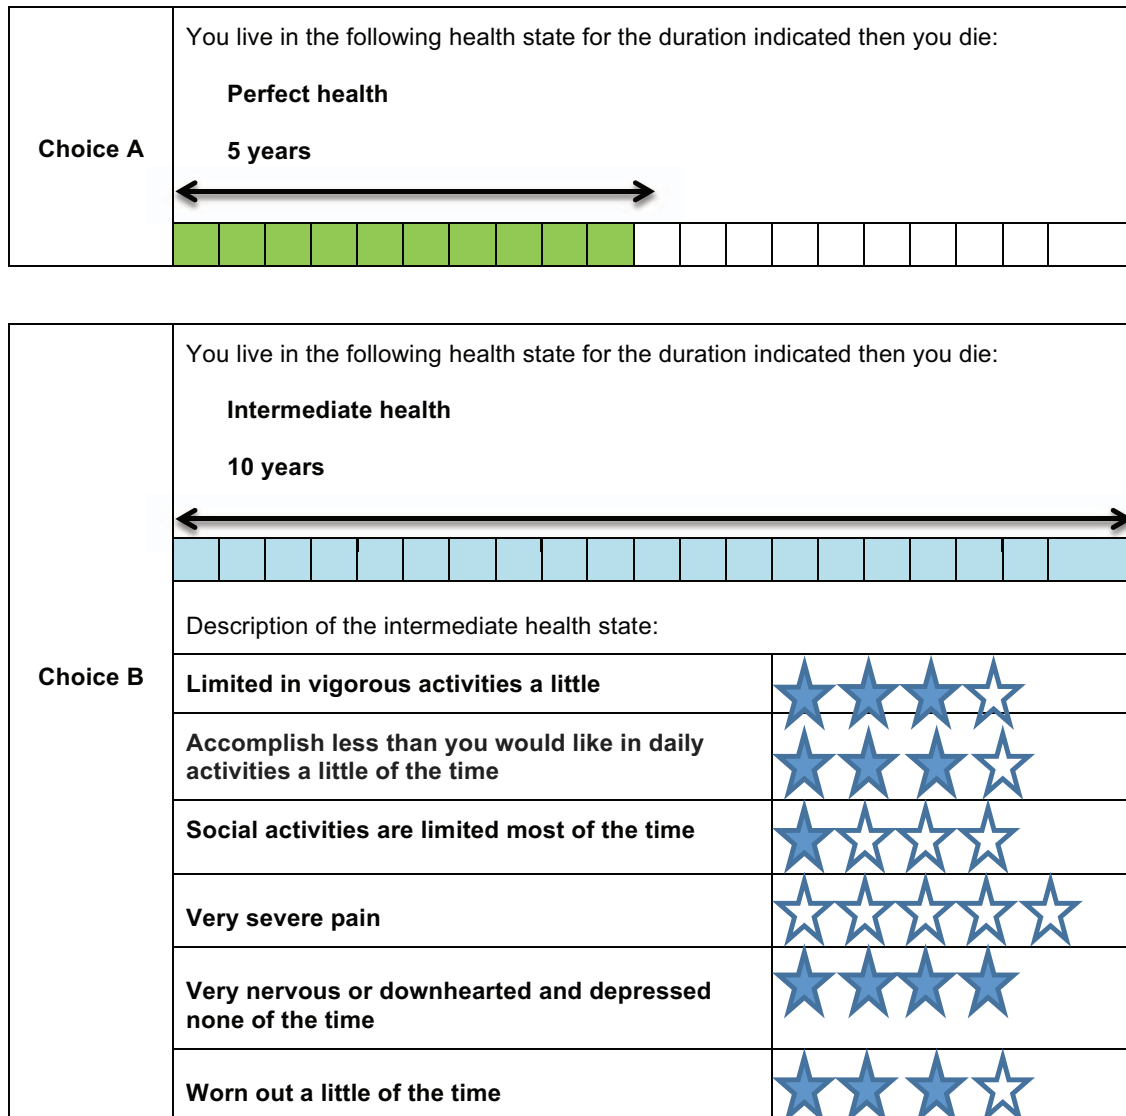 Choice A
You live in the following health state for the duration indicated then you die:
Perfect health
5 years
Choice B
You live in the following health state for the duration indicated then you die:
Intermediate health
10 years
Description of the intermediate health state:
Limited in vigorous activities a little
Accomplish less than you would like in daily
activities a little of the time
Social activities are limited most of the time
Very severe pain
Very nervous or downhearted and depressed
none of the time
Worn out a little of the time